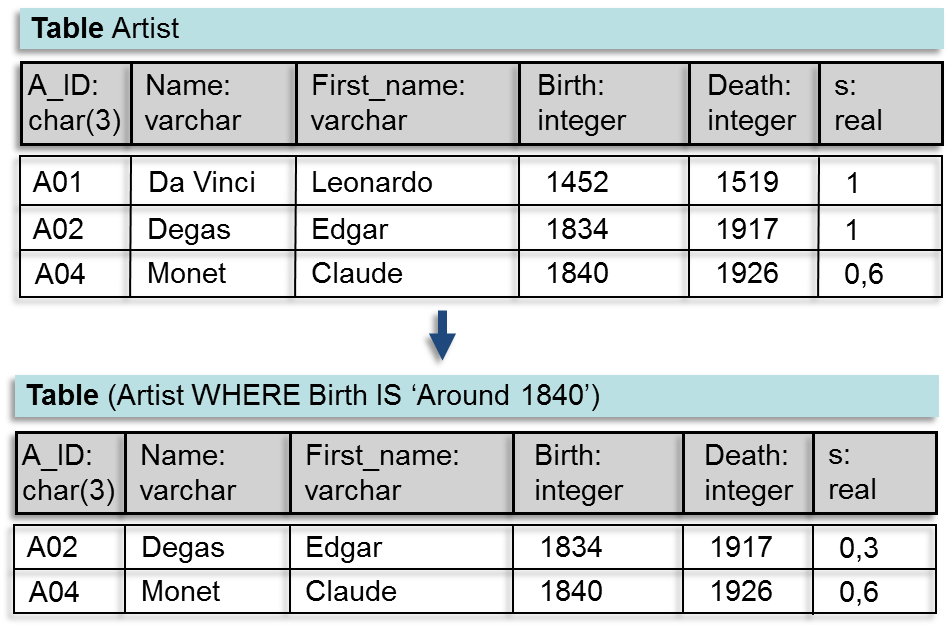 Table Artist
A_ID: Name: First_name: Birth: Death: s:
char(3) varchar varchar integer integer real
A01 Da Vinci Leonardo 1452 1519 1
A02 Degas Edgar 1834 1917 1
A04 Monet Claude 1840 1926 0,6
Table (Artist WHERE Birth IS ‘Around 1840’)
A_ID: Name: First_name: Birth: Death: s:
char(3) varchar varchar integer integer real
A02 Degas Edgar 1834 1917 0,3
A04 Monet Claude 1840 1926 0,6